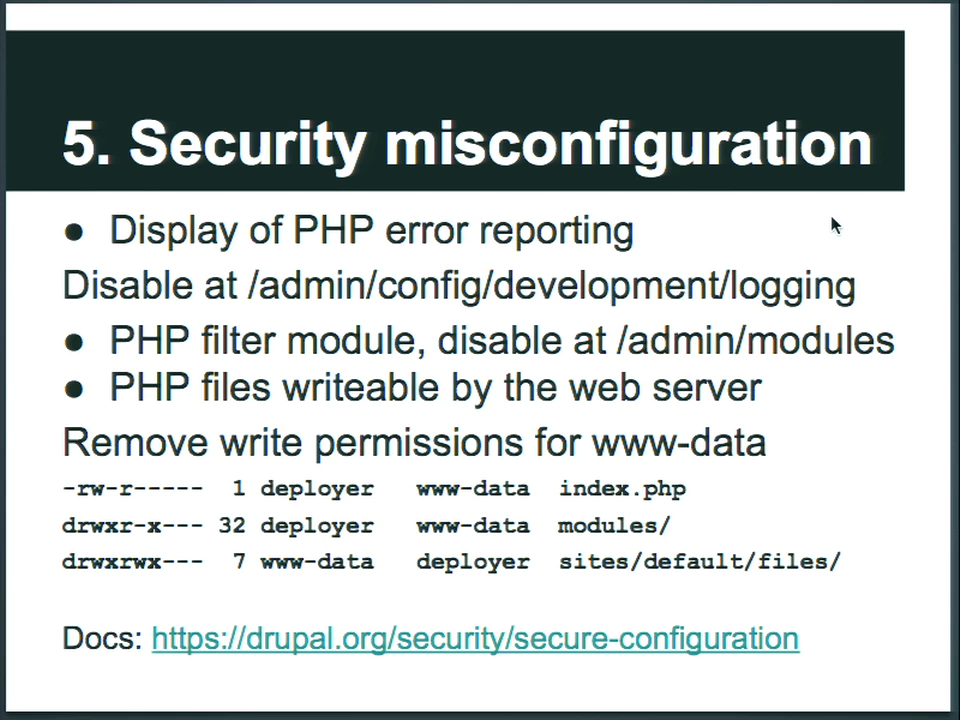 5. Security misconfiguration
● Display of PHP error reporting
Disable at /admin/config/development/logging
● PHP filter module, disable at /admin/modules
● PHP files writeable by the web server
Remove write permissions for www-data
-rw-r----- 1 deployer www-data index.php
drwxr-x--- 32 deployer www-data modules/
drwxrwx--- 7 www-data deployer sites/default/files/
Docs: https://drupal.org/security/secure-configuration